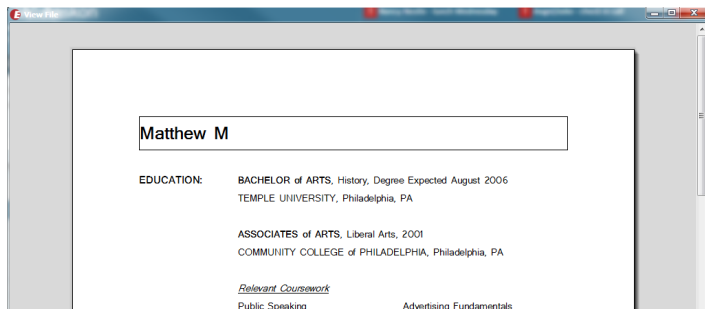 View File
Matthew M
EDUCATION: BACHELOR of ARTS, History, Degree Expected August 2006
TEMPLE UNIVERSITY, Philadelphia, PA
ASSOCIATES of ARTS, Liberal Arts, 2001
COMMUNITY COLLEGE of PHILADELPHIA, Philadelphia, PA
Relevant Coursework
Public Speaking Advertising Fundamentals